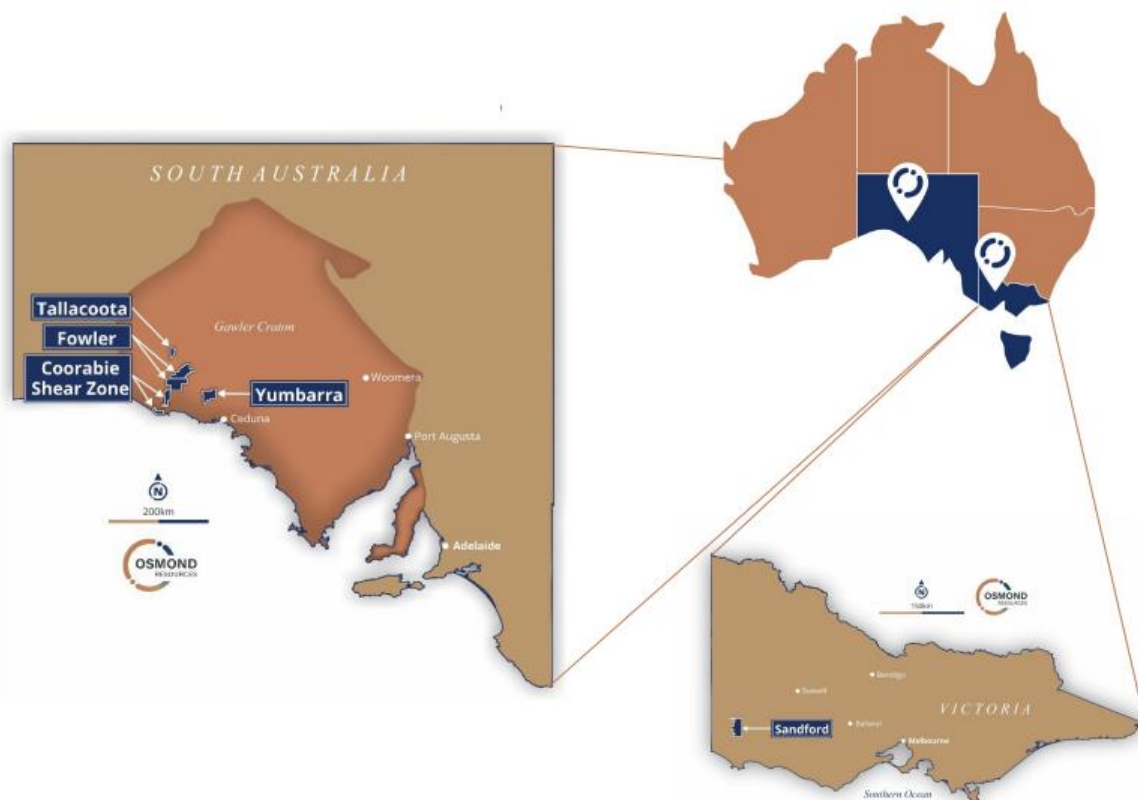 SOUTH AUSTRALIA
Tallacoota
Gawler Craton
Fowler
Coorabie
Shear Zone
Woomera
Yumbarra
Ceduna
Port Augusta
N
200km
OSMOND
RESOURCES
Adelaide
N
150km
OSMOND
RESOURCES
Bendigo
Stawell
VICTORIA
Ballarat
Sandford
Melbourne
Southern Ocean